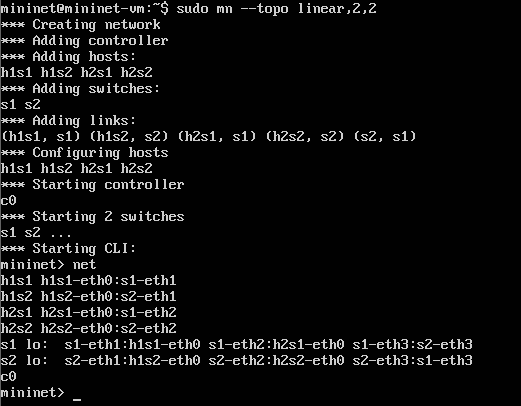 mininet@mininet-vm:~$ sudo mn --topo linear,2,2
*** Creating network
*** Adding controller
*** Adding hosts:
h1s1 h1s2 h2s1 h2s2
*** Adding switches:
s1 s2
*** Adding links:
(h1s1, s1) (h1s2, s2) (h2s1, s1) (h2s2, s2) (s2, s1)
*** Configuring hosts
h1s1 h1s2 h2s1 h2s2
*** Starting controller
c0
*** Starting 2 switches
s1 s2 ...
*** Starting CLI:
mininet> net
h1s1 h1s1-eth0:s1-eth1
h1s2 h1s2-eth0:s2-eth1
h2s1 h2s1-eth0:s1-eth2
h2s2 h2s2-eth0:s2-eth2
s1 lo:  s1-eth1:h1s1-eth0 s1-eth2:h2s1-eth0 s1-eth3:s2-eth3
s2 lo:  s2-eth1:h1s2-eth0 s2-eth2:h2s2-eth0 s2-eth3:s1-eth3
c0
mininet> _